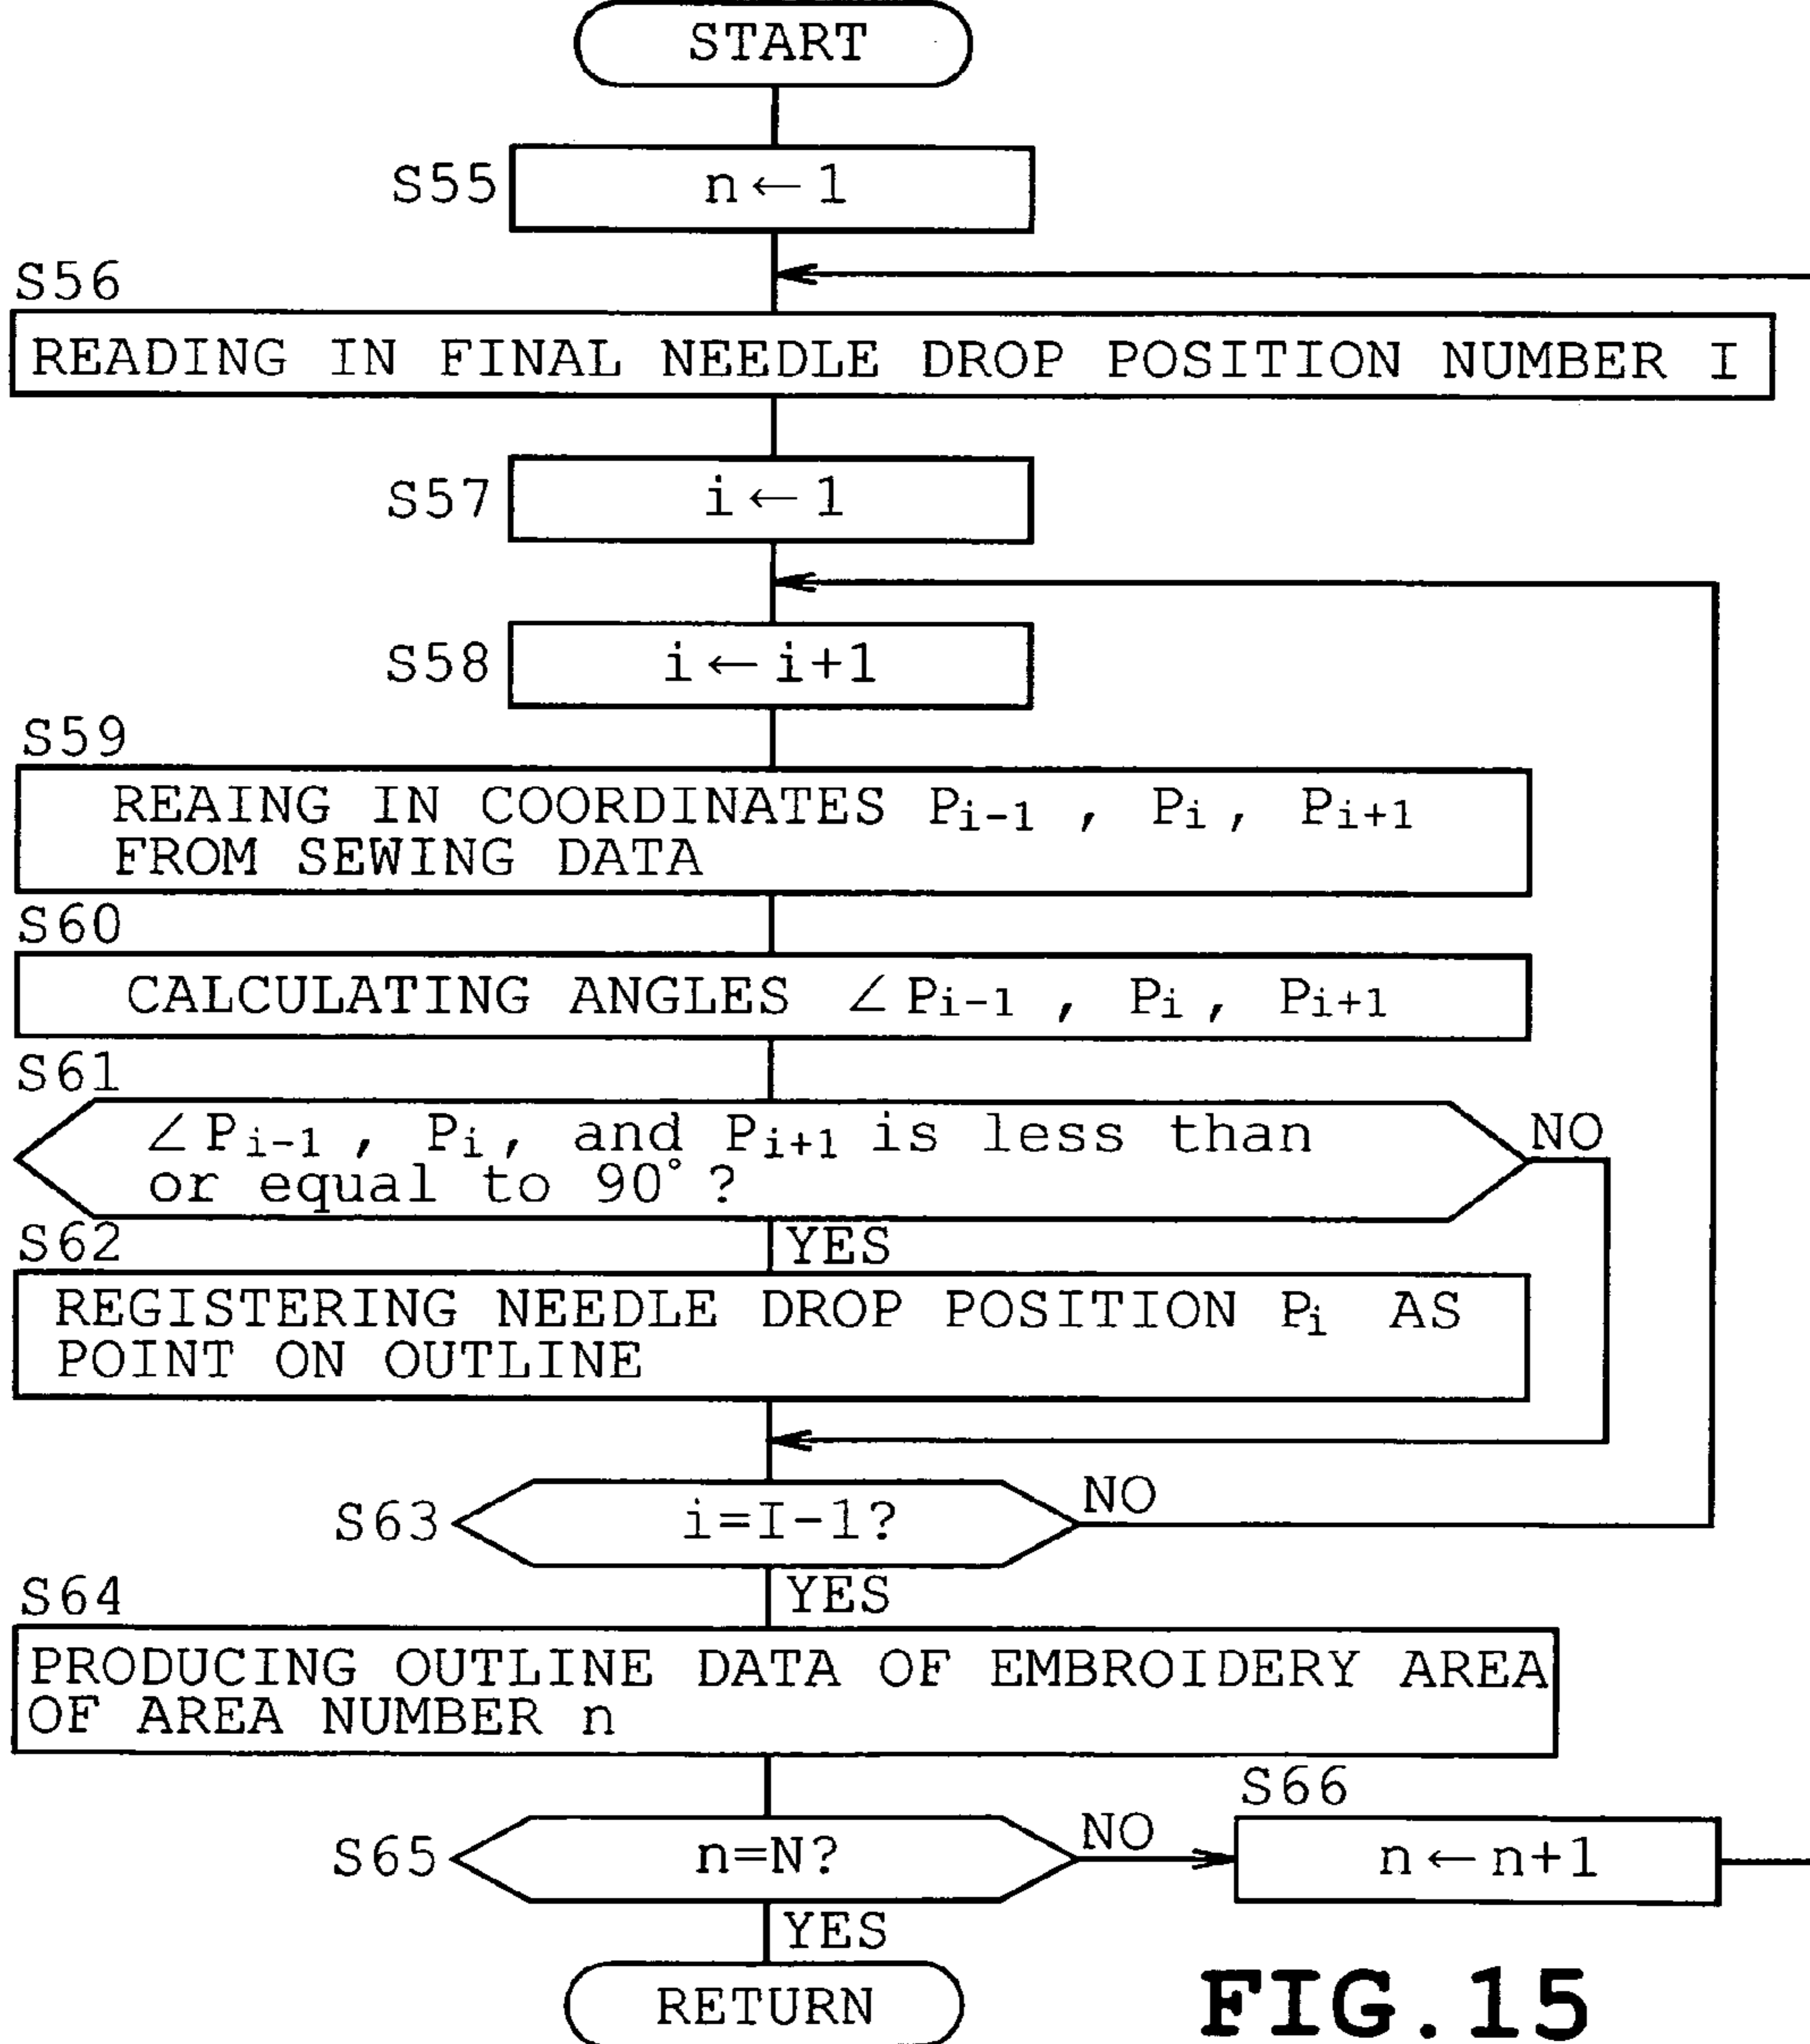 START
S55
n←1
S56
READING IN FINAL NEEDLE DROP POSITION NUMBER I
S57
i←1
S58
i←i+1
S59
REAING IN COORDINATES Pi-1 , Pi, Pi+1
FROM SEWING DATA
S60
CALCULATING ANGLES ∠Pi-1 , Pi, Pi+1
S61
∠Pi-1 , Pi, and Pi+1 is less than
or equal to 90°?
NO
YES
S62
REGISTERING NEEDLE DROP POSITION Pi AS
POINT ON OUTLINE
S63
i=I-1?
NO
YES
S64
PRODUCING OUTLINE DATA OF EMBROIDERY AREA
OF AREA NUMBER n
S65
n=N?
NO
S66
n←n+1
YES
RETURN
FIG.15